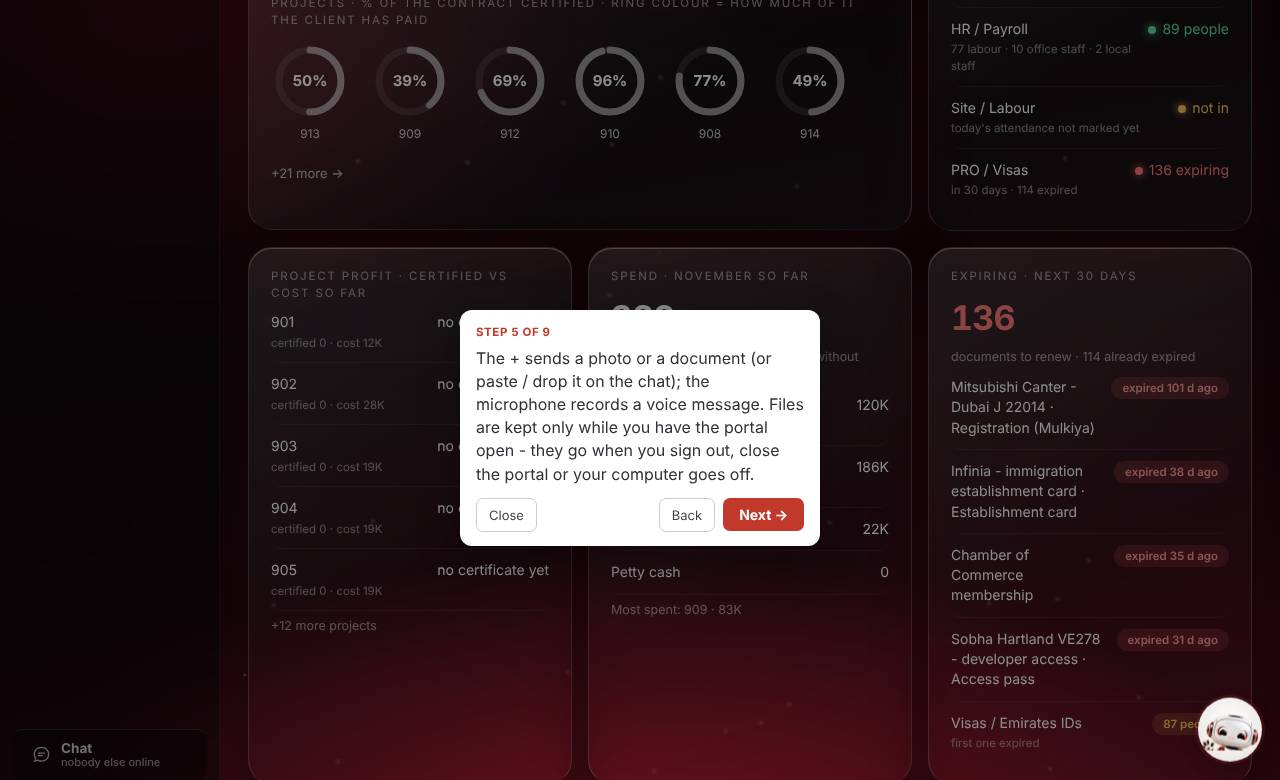 PROJECTS · % OF THE CONTRACT CERTIFIED · RING COLOUR = HOW MUCH OF IT
THE CLIENT HAS PAID
50%
39%
69%
96%
77%
49%
913
909
912
910
908
914
+21 more →
HR / Payroll
89 people
77 labour · 10 office staff · 2 local
staff
Site / Labour
not in
today's attendance not marked yet
PRO / Visas
136 expiring
in 30 days · 114 expired
PROJECT PROFIT · CERTIFIED VS
COST SO FAR
901
no
certified 0 · cost 12K
902
no
certified 0 · cost 28K
903
no
certified 0 · cost 19K
904
no
certified 0 · cost 19K
905
no certificate yet
certified 0 · cost 19K
+12 more projects
SPEND · NOVEMBER SO FAR
without
120K
186K
22K
Petty cash
0
Most spent: 909 · 83K
STEP 5 OF 9
The + sends a photo or a document (or
paste / drop it on the chat); the
microphone records a voice message. Files
are kept only while you have the portal
open - they go when you sign out, close
the portal or your computer goes off.
Close
Back
Next →
EXPIRING · NEXT 30 DAYS
136
documents to renew · 114 already expired
Mitsubishi Canter -
Dubai J 22014 ·
Registration (Mulkiya)
expired 101 d ago
Infinia - immigration
establishment card ·
Establishment card
expired 38 d ago
Chamber of
Commerce
membership
expired 35 d ago
Sobha Hartland VE278
- developer access ·
Access pass
expired 31 d ago
Visas / Emirates IDs
87
first one expired
Chat
nobody else online